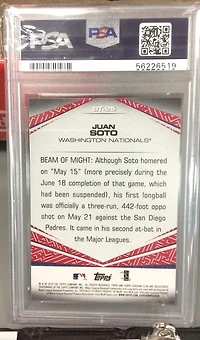 PSA
PSA
56226519
BT-25
JUAN
SOTO
WASHINGTON NATIONALS®
BEAM OF MIGHT: Although Soto homered
on "May 15" (more precisely during the
June 18 completion of that game, which
had been suspended), his first longball
was officially a three-run, 442-foot oppo
shot on May 21 against the San Diego
Padres. It came in his second at-bat in
the Major Leagues.
Topps